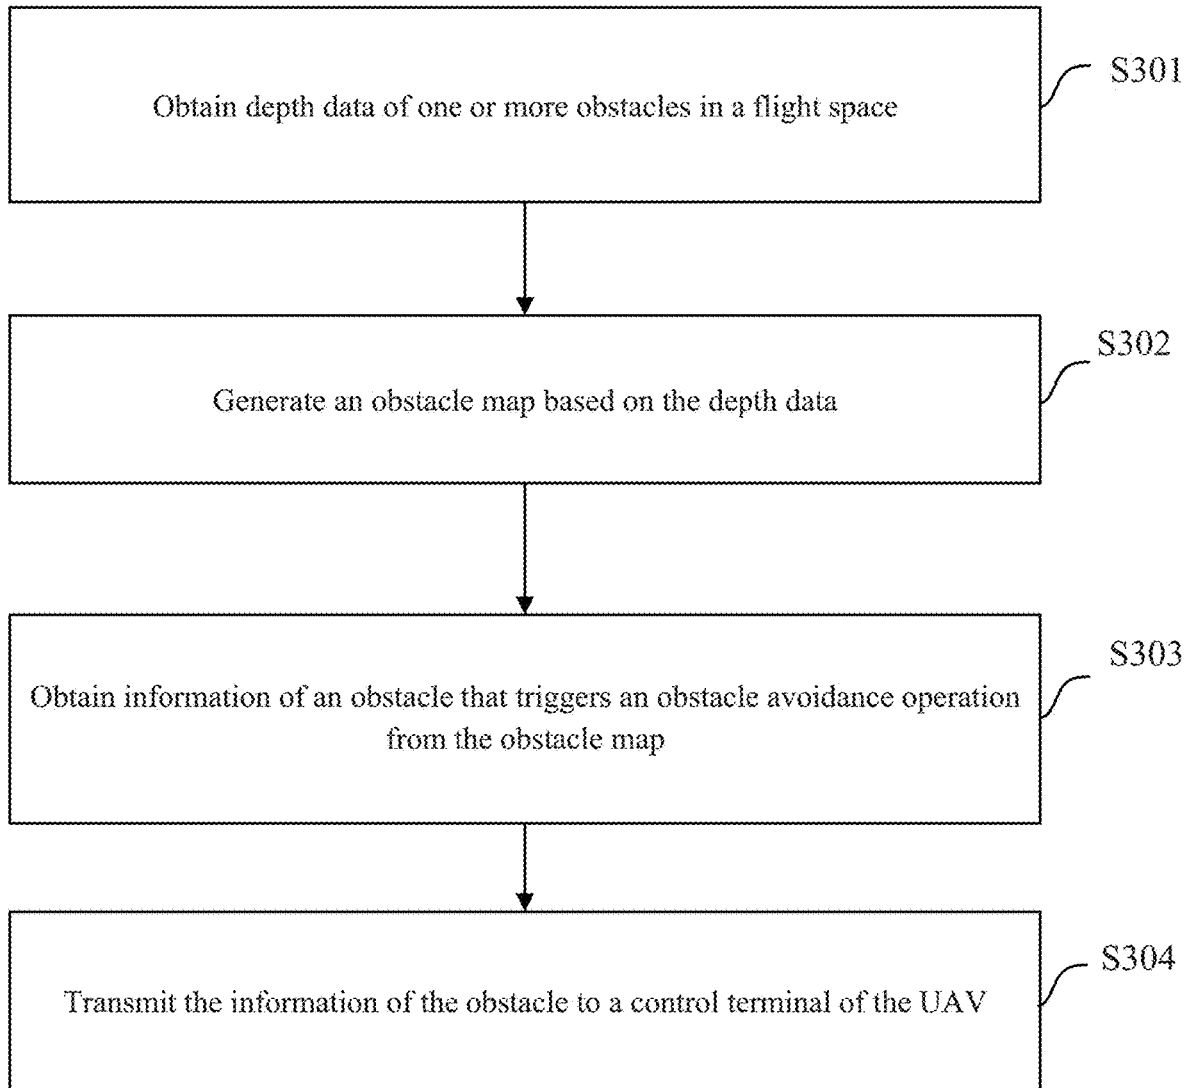 Obtain depth data of one or more obstacles in a flight space
S301
Generate an obstacle map based on the depth data
S302
Obtain information of an obstacle that triggers an obstacle avoidance operation
from the obstacle map
S303
Transmit the information of the obstacle to a control terminal of the UAV
S304